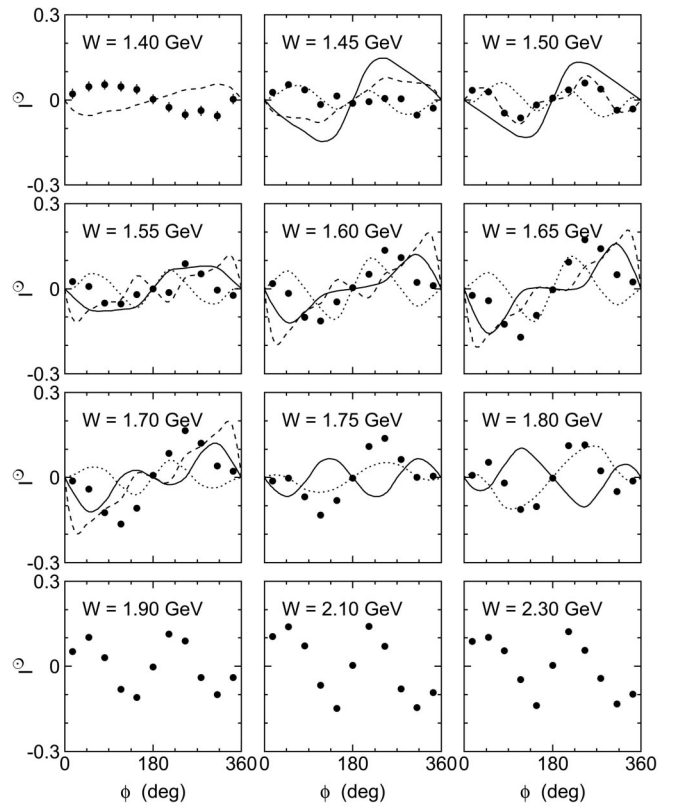 0.3
W = 1.40 GeV
W = 1.45 GeV
W = 1.50 GeV
I⊙
0
-0.3
0.3
W = 1.55 GeV
W = 1.60 GeV
W = 1.65 GeV
I⊙
0
-0.3
0.3
W = 1.70 GeV
W = 1.75 GeV
W = 1.80 GeV
I⊙
0
-0.3
0.3
W = 1.90 GeV
W = 2.10 GeV
W = 2.30 GeV
I⊙
0
-0.3
0 180 360 0 180 360 0 180 360
ϕ (deg) ϕ (deg) ϕ (deg)